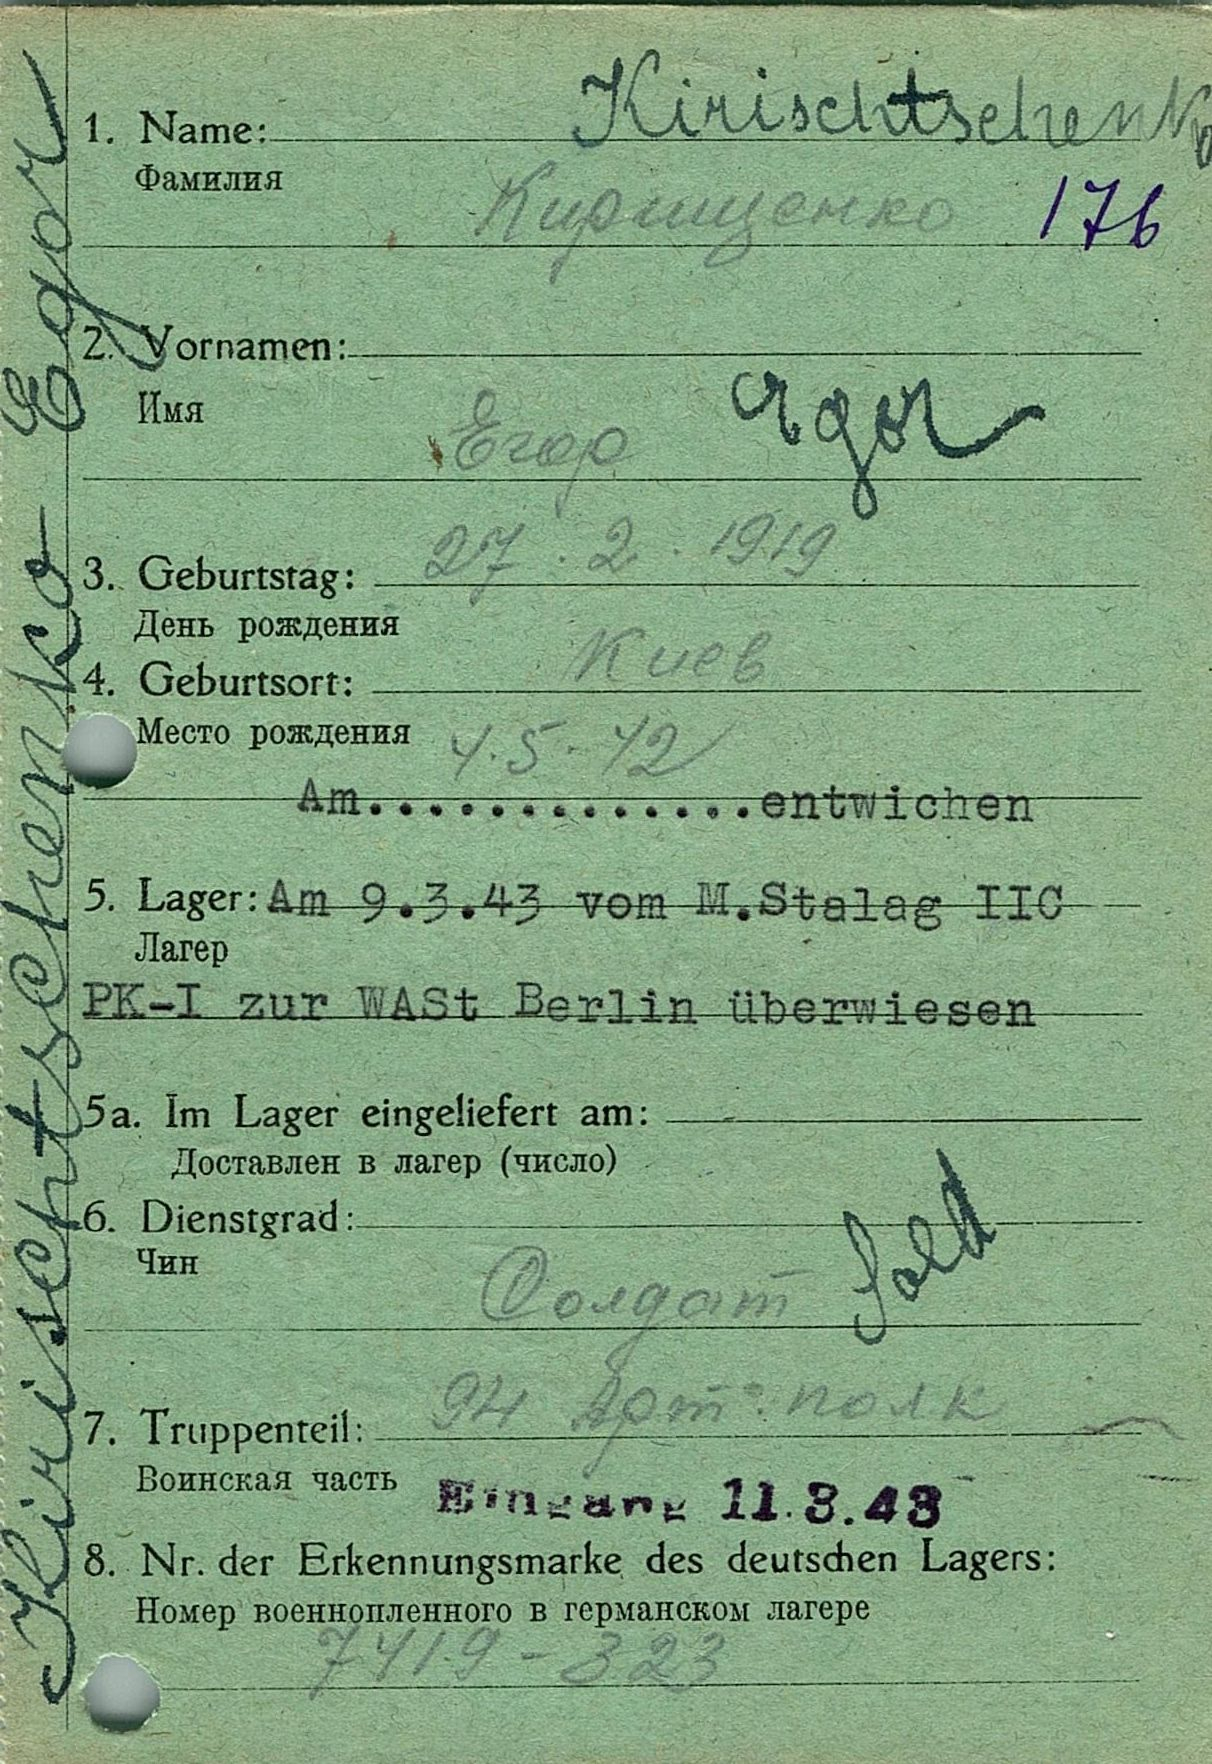 Kirischtschenko Egor
1. Name: Kirischtschenko
Фамилия
Кирищенко 176
2. Vornamen:
Имя Егор Egor
3. Geburtstag: 27.2.1919
День рождения
4. Geburtsort: Киев
Место рождения 4.5.42
Am..............entwichen
5. Lager: Am 9.3.43 vom M.Stalag IIC
Лагер
PK-I zur WASt Berlin überwiesen
5a. Im Lager eingeliefert am: -
Доставлен в лагер (число)
6. Dienstgrad:
Чин Солдат Sold
7. Truppenteil: 94 Арт. полк
Воинская часть Eingang 11.3.43
8. Nr. der Erkennungsmarke des deutschen Lagers:
Номер военнопленного в германском лагере
7419-323